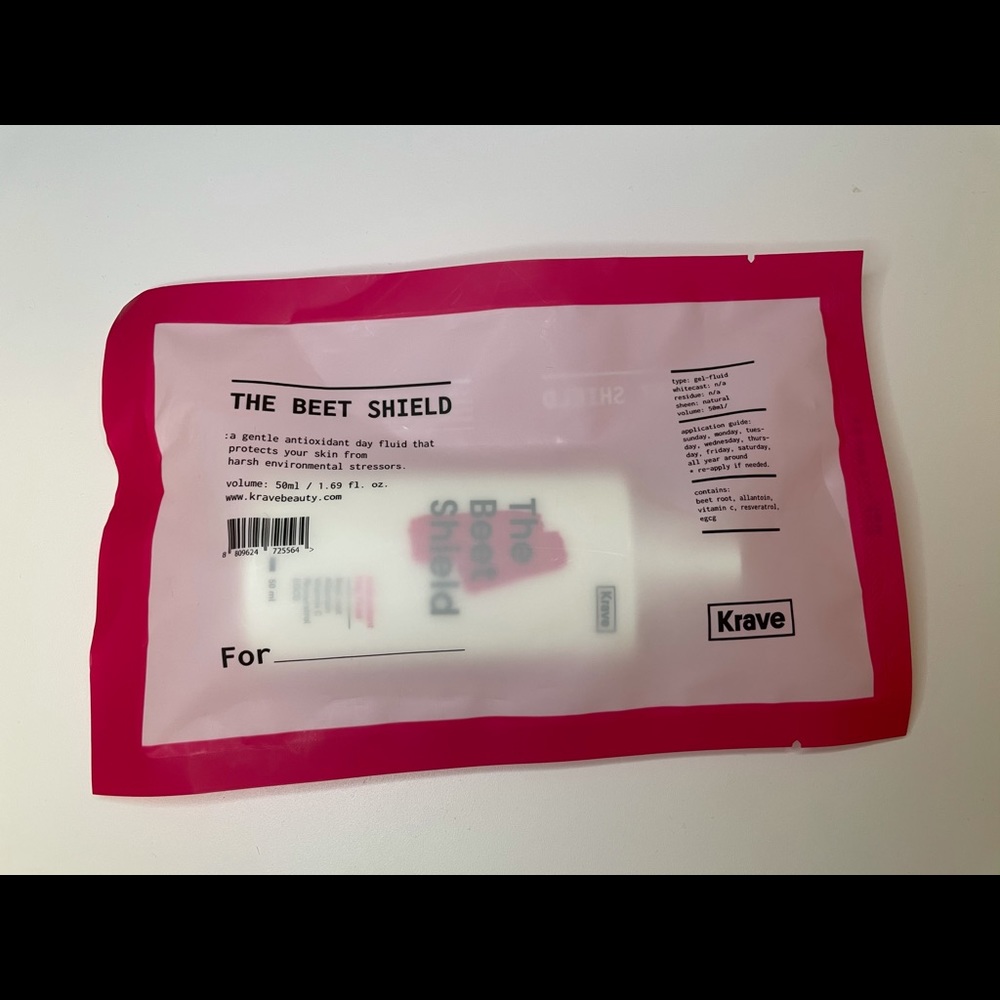 THE BEET SHIELD
:a gentle antioxidant day fluid that
protects your skin from
harsh environmental stressors.
volume: 50ml / 1.69 fl. oz.
www.kravebeauty.com
8 809624 725564 >
For
type: gel-fluid
whitecast: n/a
residue: n/a
sheen: natural
volume: 50ml/
application guide:
sunday, monday, tues-
day, wednesday, thurs-
day, friday, saturday,
all year around
* re-apply if needed.
contains:
beet root, allantoin,
vitamin c, resveratrol,
egcg
Krave
SHIELD
The
Beet
Shield
Krave
50 ml